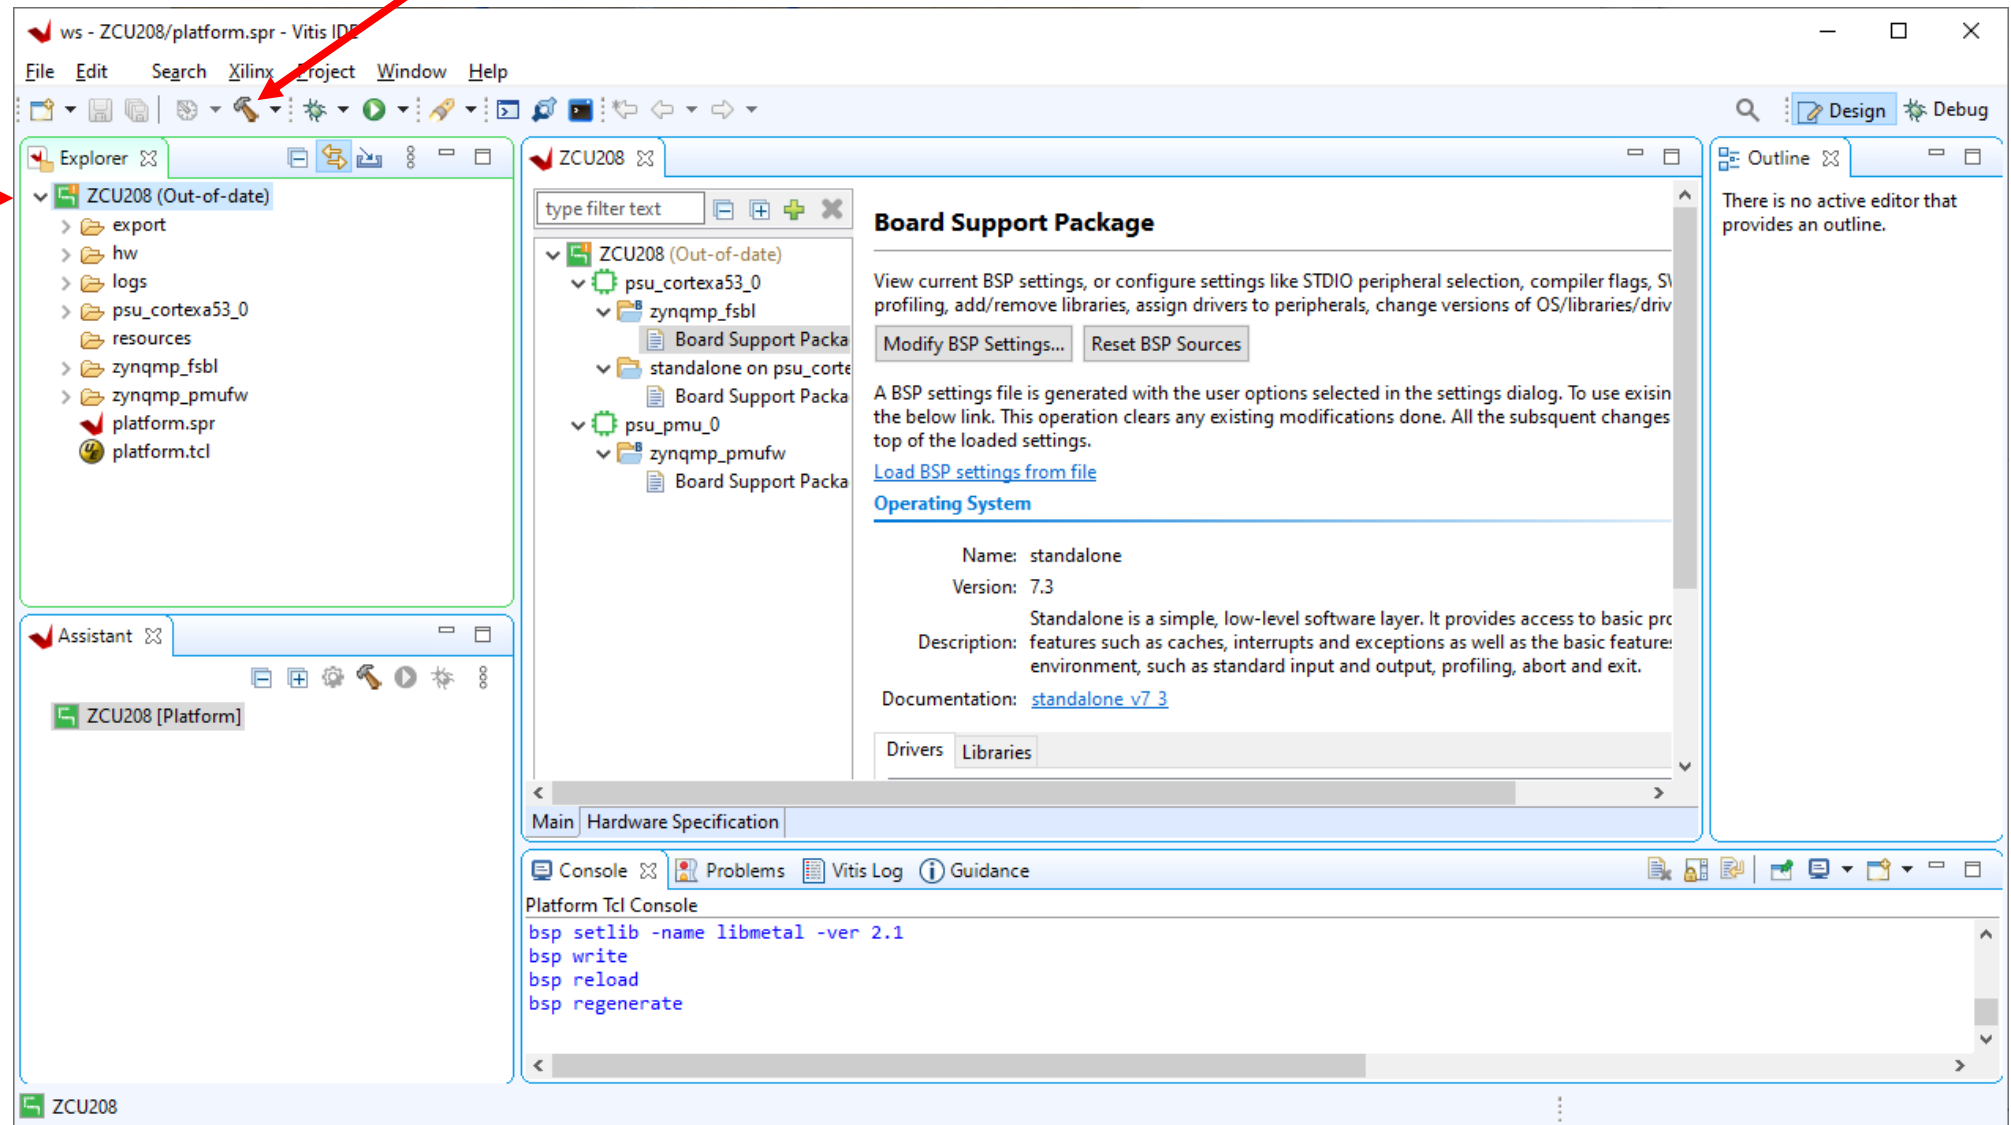 ws - ZCU208/platform.spr - Vitis IDE
File Edit Search Xilinx Project Window Help
Design Debug
Explorer
ZCU208 (Out-of-date)
export
hw
logs
psu_cortexa53_0
resources
zynqmp_fsbl
zynqmp_pmufw
platform.spr
platform.tcl
Assistant
ZCU208 [Platform]
ZCU208
type filter text
ZCU208 (Out-of-date)
psu_cortexa53_0
zynqmp_fsbl
Board Support Packa
standalone on psu_corte
Board Support Packa
psu_pmu_0
zynqmp_pmufw
Board Support Packa
Board Support Package
View current BSP settings, or configure settings like STDIO peripheral selection, compiler flags, S
profiling, add/remove libraries, assign drivers to peripherals, change versions of OS/libraries/driv
Modify BSP Settings... Reset BSP Sources
A BSP settings file is generated with the user options selected in the settings dialog. To use exisin
the below link. This operation clears any existing modifications done. All the subsquent changes
top of the loaded settings.
Load BSP settings from file
Operating System
Name: standalone
Version: 7.3
Standalone is a simple, low-level software layer. It provides access to basic prc
Description: features such as caches, interrupts and exceptions as well as the basic features
environment, such as standard input and output, profiling, abort and exit.
Documentation: standalone_v7_3
Drivers Libraries
Main Hardware Specification
Outline
There is no active editor that
provides an outline.
Console Problems Vitis Log Guidance
Platform Tcl Console
bsp setlib -name libmetal -ver 2.1
bsp write
bsp reload
bsp regenerate
ZCU208